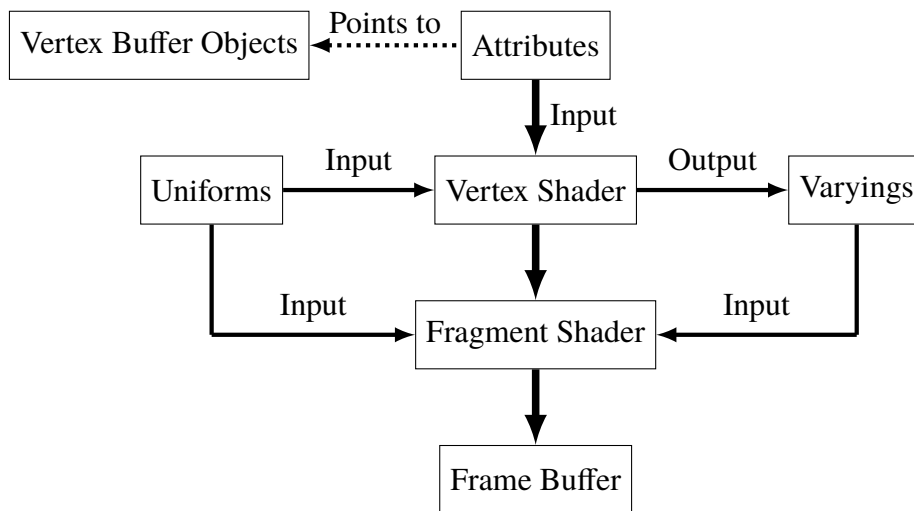 Vertex Buffer Objects
Points to
Attributes
Input
Uniforms
Input
Vertex Shader
Output
Varyings
Input
Fragment Shader
Input
Frame Buffer